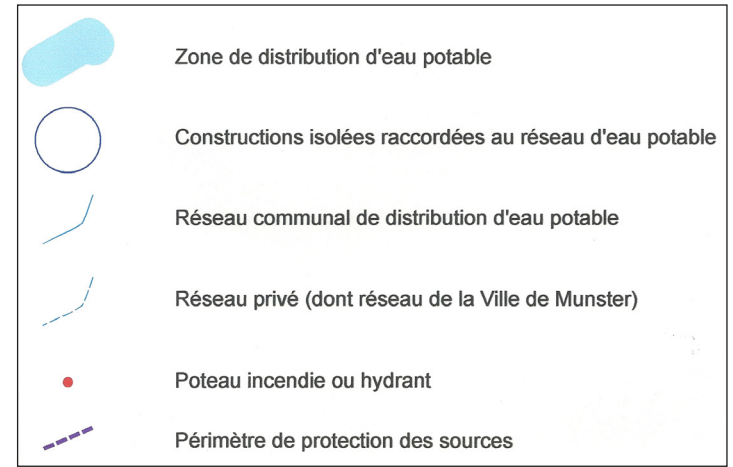 Zone de distribution d'eau potable
Constructions isolées raccordées au réseau d'eau potable
Réseau communal de distribution d'eau potable
Réseau privé (dont réseau de la Ville de Munster)
Poteau incendie ou hydrant
Périmètre de protection des sources